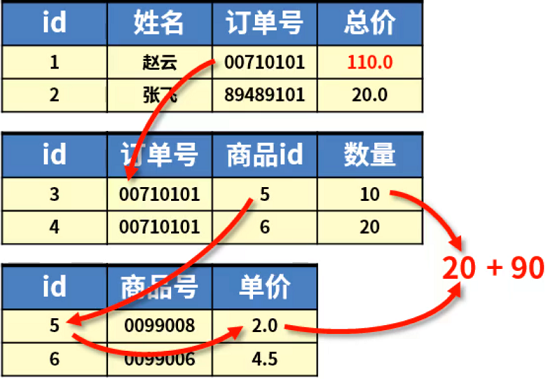 id 姓名 订单号 总价
1 赵云 00710101 110.0
2 张飞 89489101 20.0
id 订单号 商品id 数量
3 00710101 5 10
4 00710101 6 20
20 + 90
id 商品号 单价
5 0099008 2.0
6 0099006 4.5